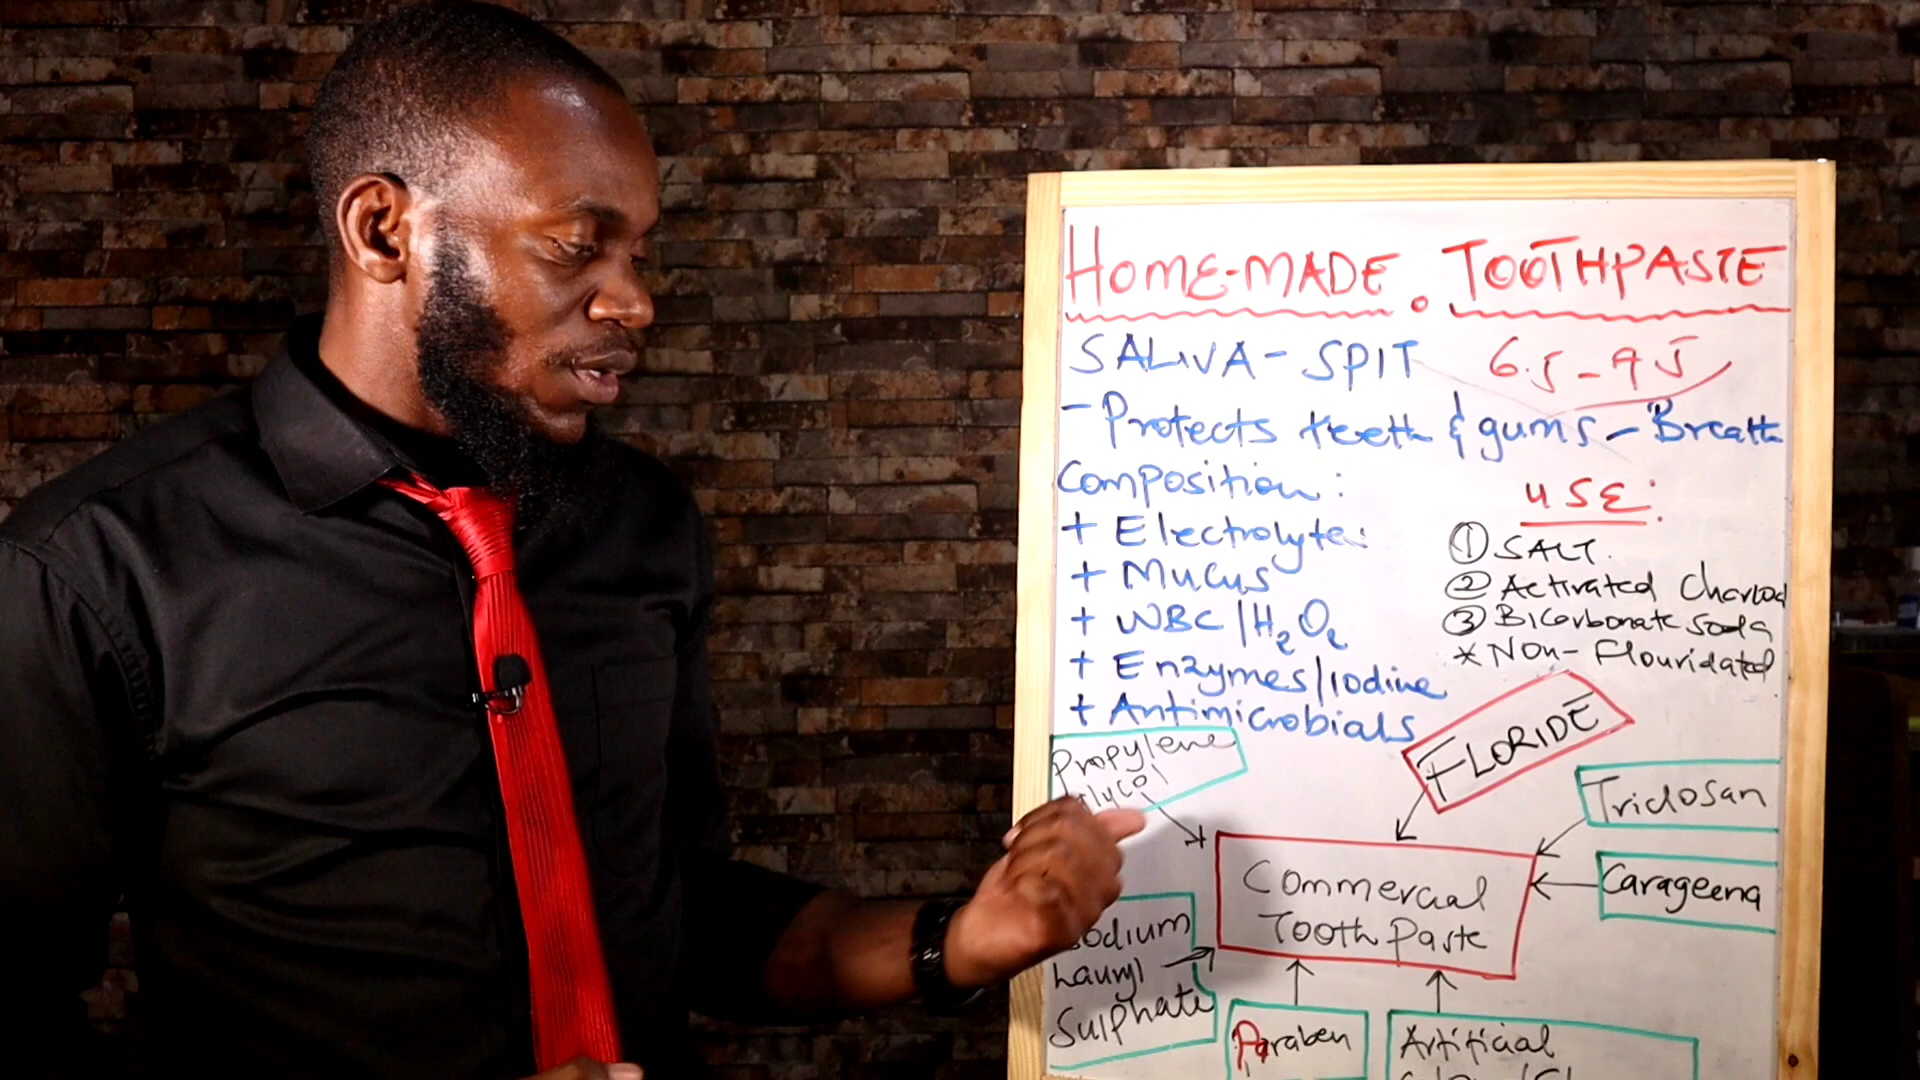 HOME-MADE . TOOTHPASTE
SALIVA - SPIT 6.5 - 9.5
- Protects teeth & gums - Breath
Composition:
+ Electrolytes
+ Mucus
+ WBC/H2O2
+ Enzymes/Iodine
+ Antimicrobials
USE:
① SALT.
② Activated Charcoal
③ Bicarbonate soda
* Non-Flouridated
Propylene
Glycol
FLORIDE
Triclosan
Carageena
Commercial
Tooth Paste
Sodium
Lauryl
Sulphate
Paraben
Artificial